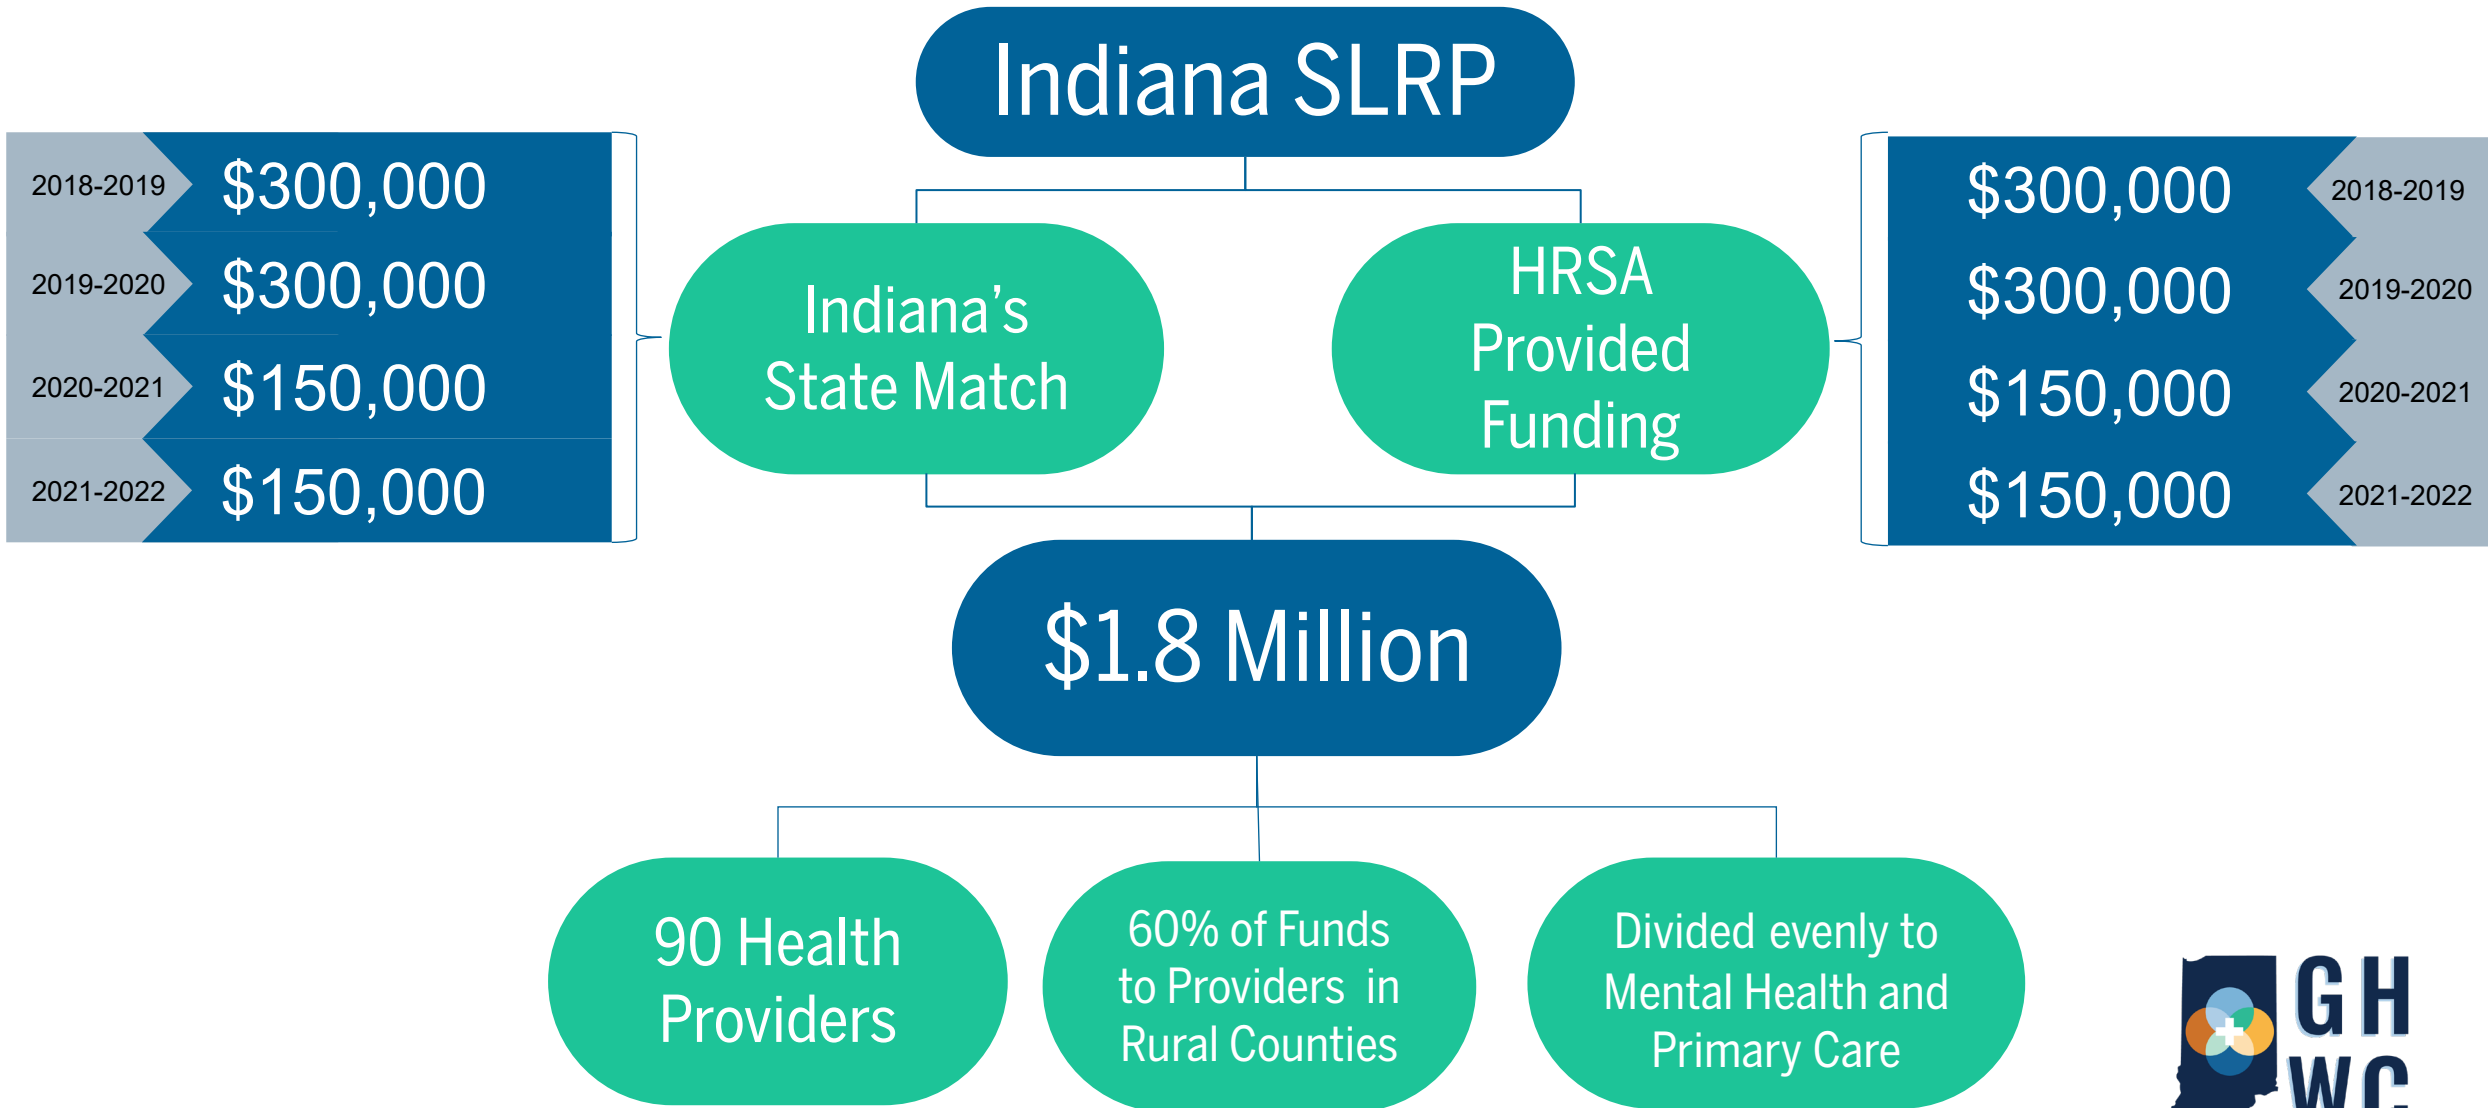 Indiana SLRP
2018-2019 $300,000
2019-2020 $300,000
2020-2021 $150,000
2021-2022 $150,000
Indiana’s
State Match
HRSA
Provided
Funding
$300,000 2018-2019
$300,000 2019-2020
$150,000 2020-2021
$150,000 2021-2022
$1.8 Million
90 Health
Providers
60% of Funds
to Providers in
Rural Counties
Divided evenly to
Mental Health and
Primary Care
GH
WC